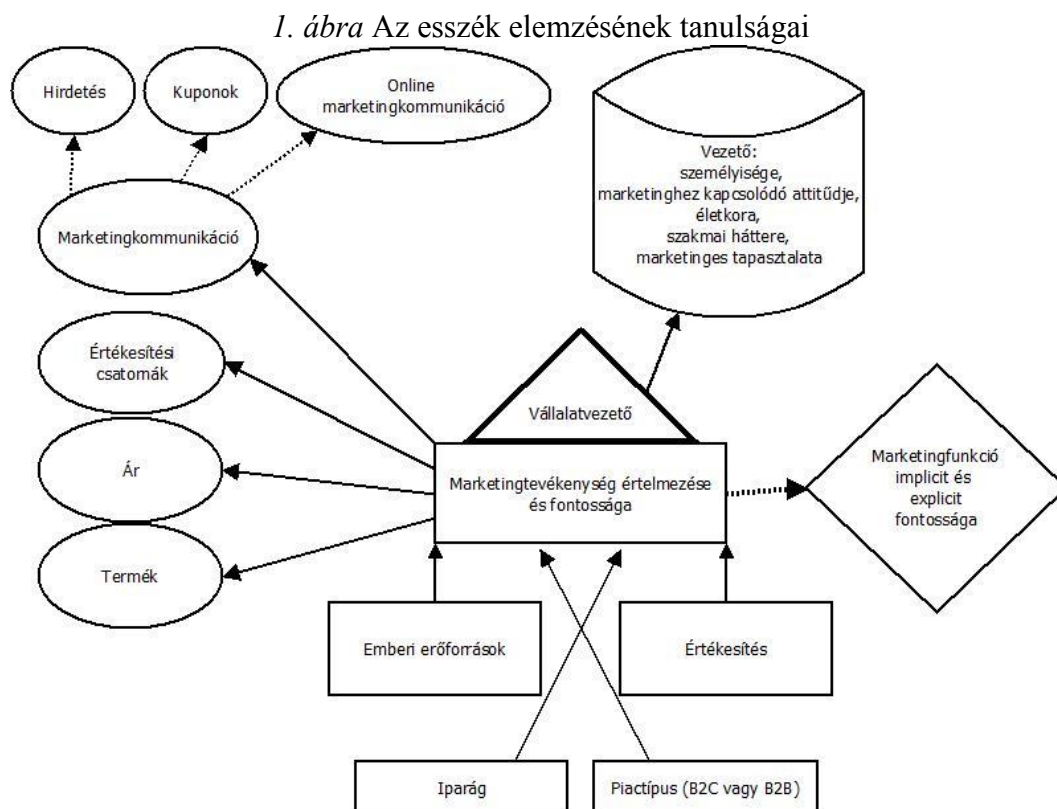 1. ábra Az esszék elemzésének tanulságai
Hirdetés
Kuponok
Online
marketingkommunikáció
Vezető:
személyisége,
marketinghez kapcsolódó attitűdje,
életkora,
szakmai háttere,
marketinges tapasztalata
Marketingkommunikáció
Értékesítési
csatornák
Vállalatvezető
Ár
Marketingtevékenység értelmezése
és fontossága
Marketingfunkció
implicit és
explicit
fontossága
Termék
Emberi erőforrások
Értékesítés
Iparág
Piactípus (B2C vagy B2B)